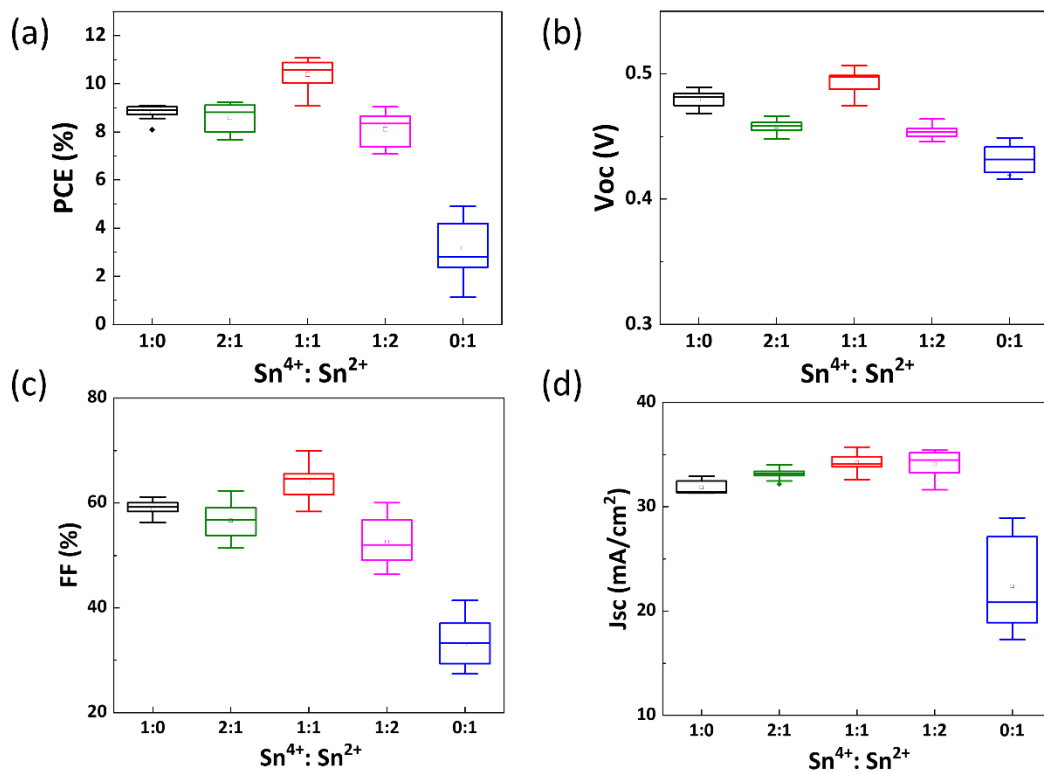 (a)
PCE (%)
12
10
8
6
4
2
0
1:0 2:1 1:1 1:2 0:1
Sn⁴⁺: Sn²⁺
(b)
Voc (V)
0.5
0.4
0.3
1:0 2:1 1:1 1:2 0:1
Sn⁴⁺: Sn²⁺
(c)
FF (%)
80
60
40
20
1:0 2:1 1:1 1:2 0:1
Sn⁴⁺: Sn²⁺
(d)
Jsc (mA/cm²)
40
30
20
10
1:0 2:1 1:1 1:2 0:1
Sn⁴⁺: Sn²⁺